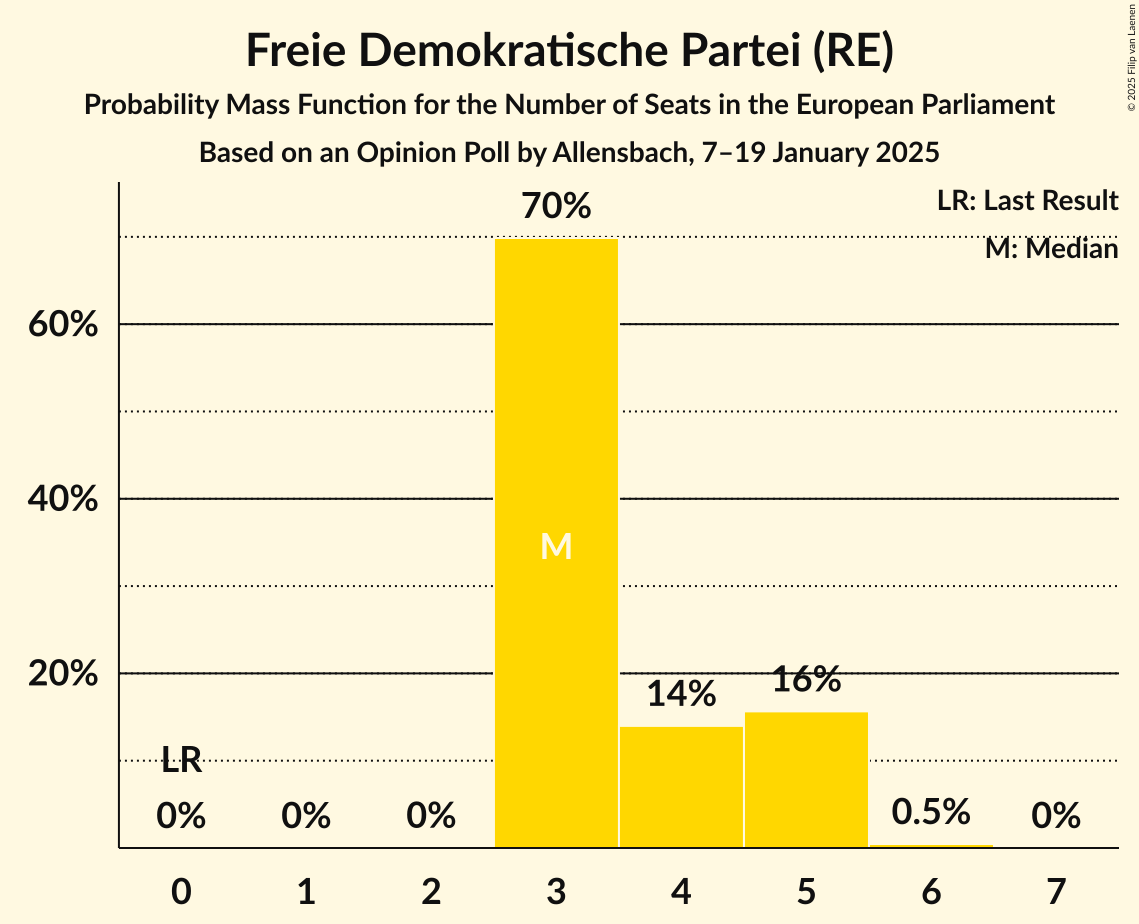 Freie Demokratische Partei (RE)
Probability Mass Function for the Number of Seats in the European Parliament
Based on an Opinion Poll by Allensbach, 7–19 January 2025
© 2025 Filip van Laenen
LR: Last Result
M: Median
70%
60%
40%
M
20%
14%
16%
LR
0%
0%
0%
0.5%
0%
0
1
2
3
4
5
6
7